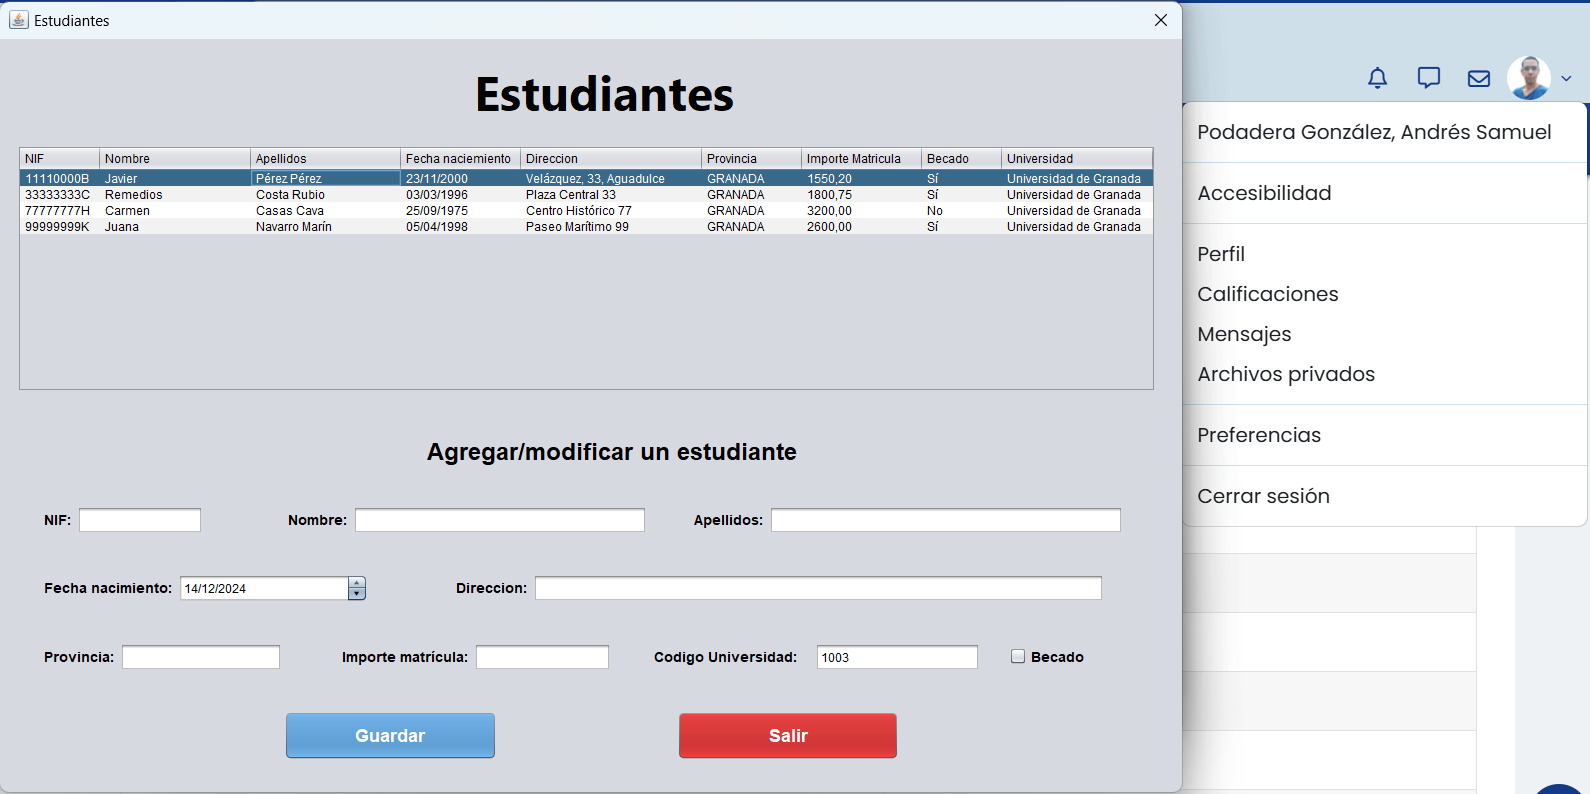 Estudiantes
Estudiantes
NIF Nombre Apellidos Fecha naciemiento Direccion Provincia Importe Matricula Becado Universidad
11110000B Javier Pérez Pérez 23/11/2000 Velázquez, 33, Aguadulce GRANADA 1550,20 Sí Universidad de Granada
33333333C Remedios Costa Rubio 03/03/1996 Plaza Central 33 GRANADA 1800,75 Sí Universidad de Granada
77777777H Carmen Casas Cava 25/09/1975 Centro Histórico 77 GRANADA 3200,00 No Universidad de Granada
99999999K Juana Navarro Marín 05/04/1998 Paseo Marítimo 99 GRANADA 2600,00 Sí Universidad de Granada
Agregar/modificar un estudiante
NIF: Nombre: Apellidos:
Fecha nacimiento: 14/12/2024 Direccion:
Provincia: Importe matrícula: Codigo Universidad: 1003 Becado
Guardar Salir
Podadera González, Andrés Samuel
Accesibilidad
Perfil
Calificaciones
Mensajes
Archivos privados
Preferencias
Cerrar sesión